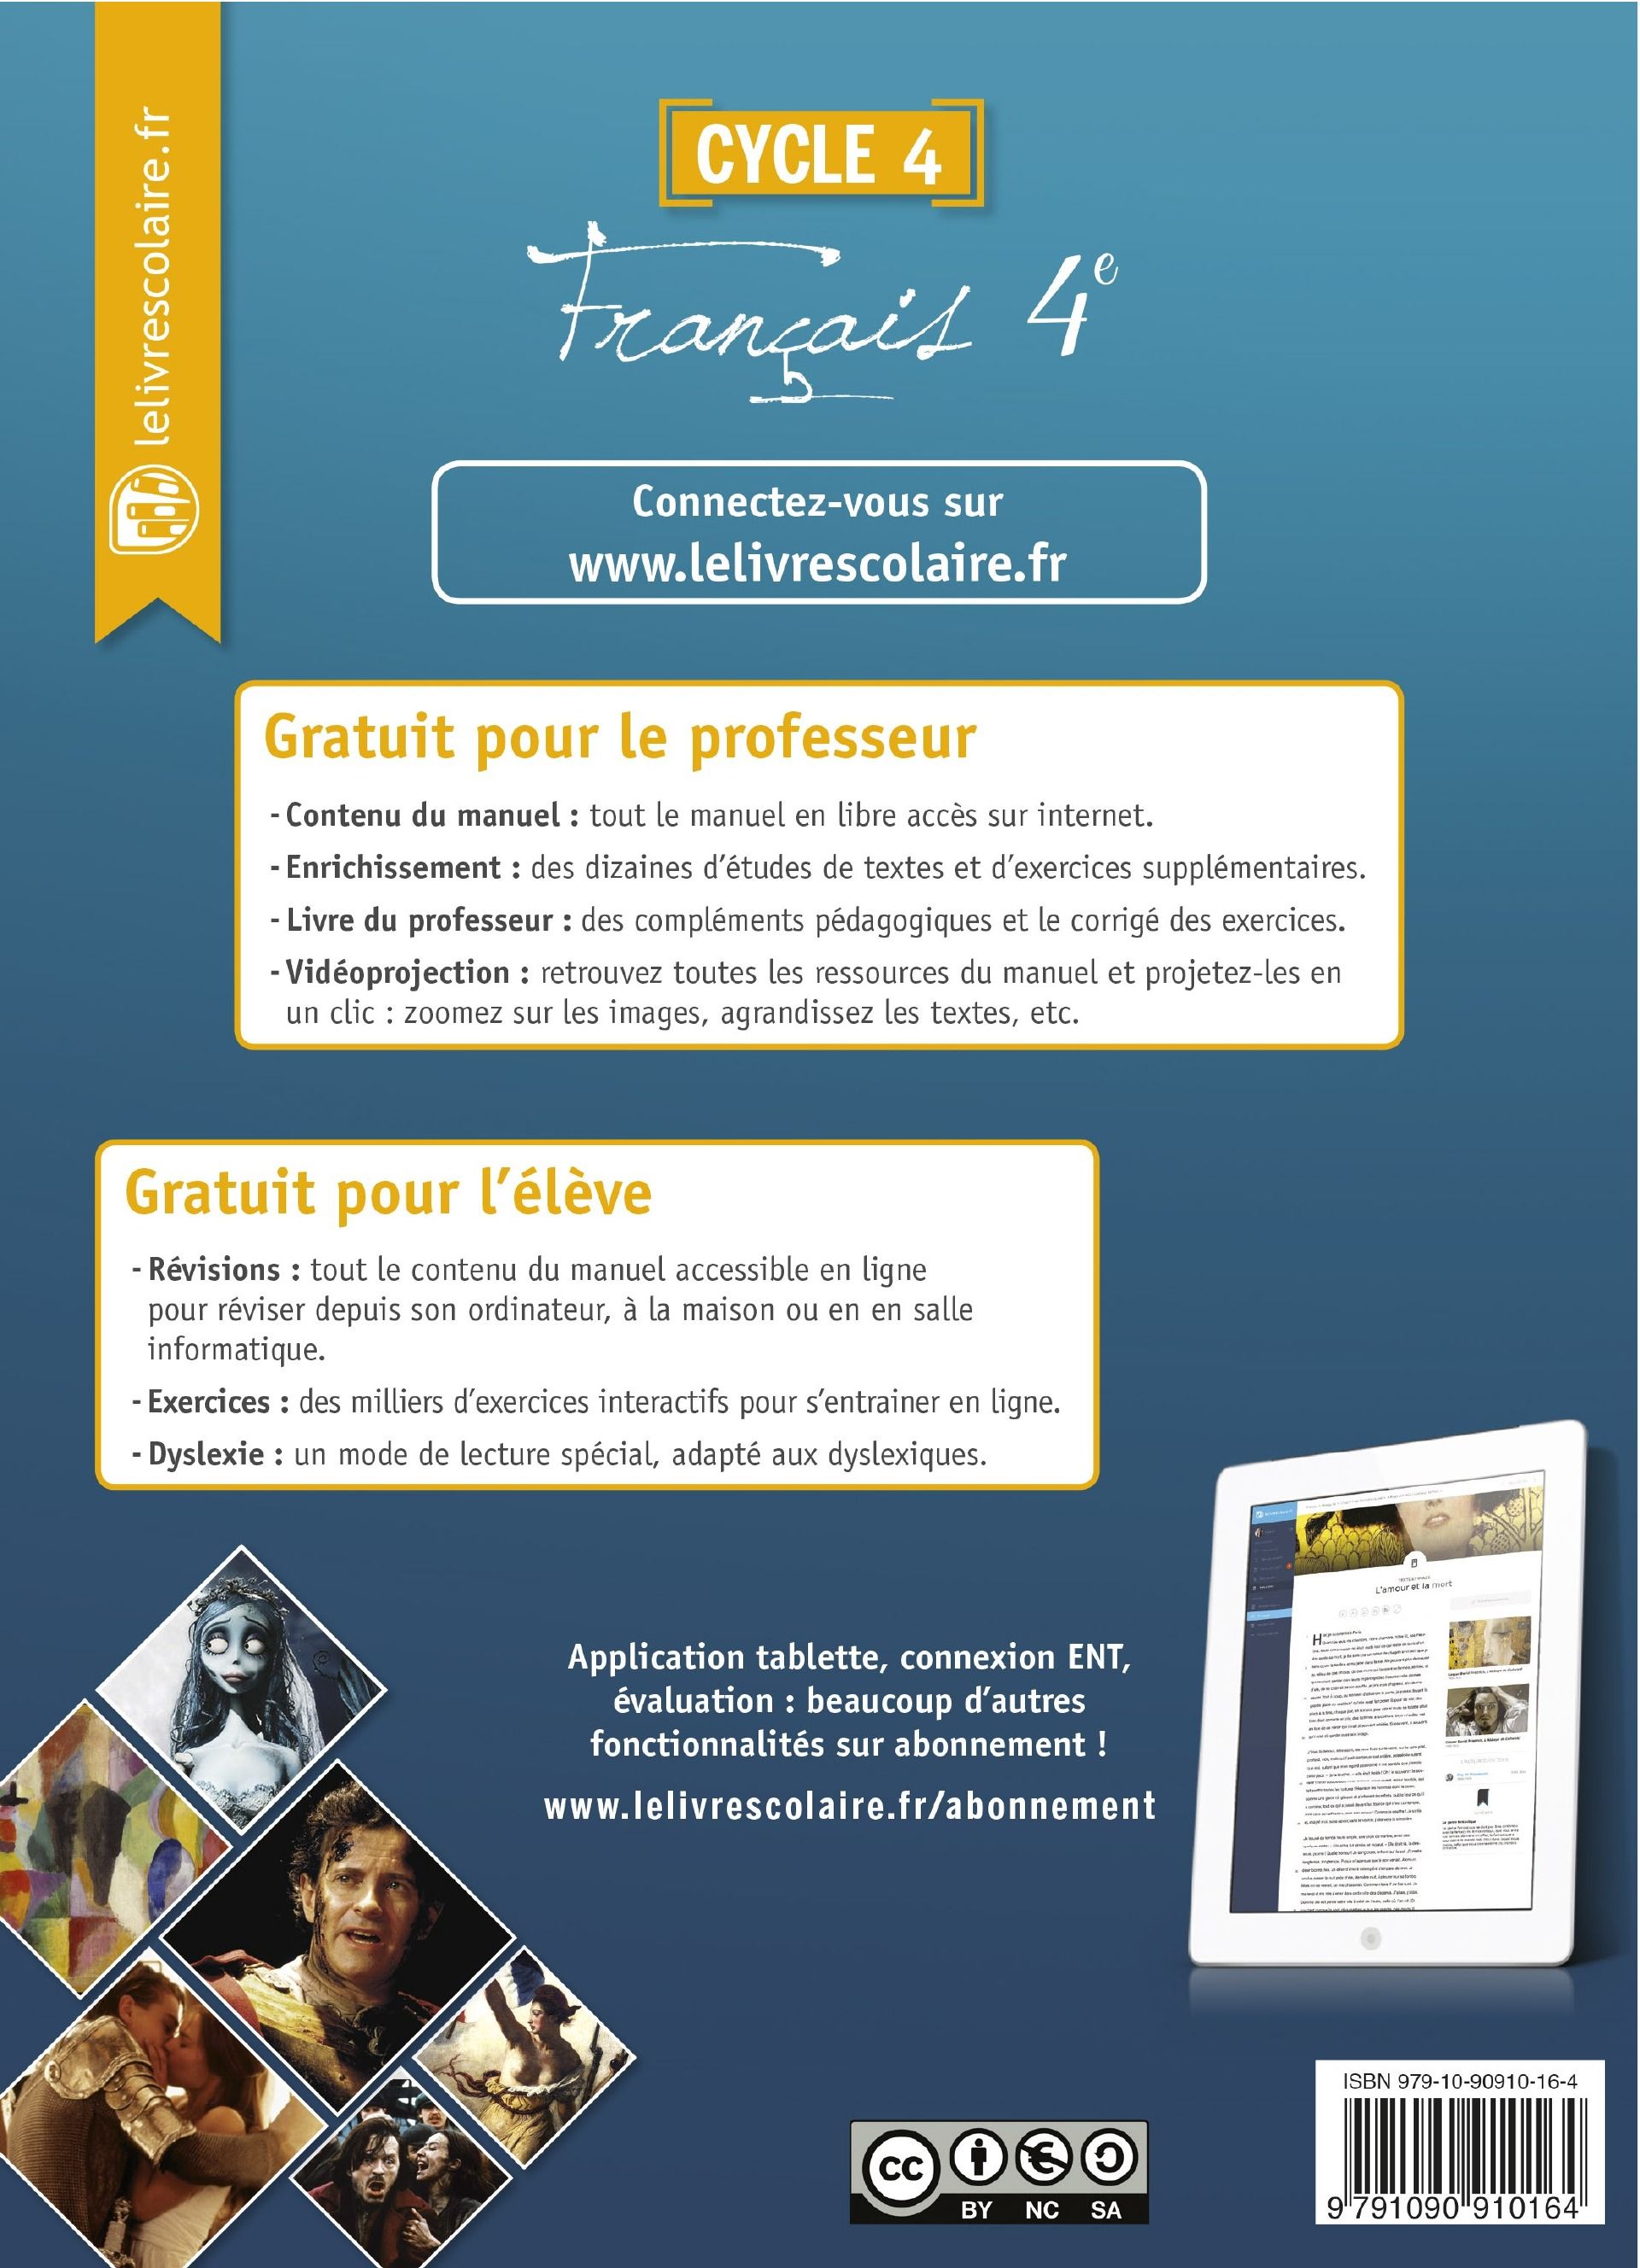 lelivrescolaire.fr
CYCLE 4
Français 4e
Connectez-vous sur
www.lelivrescolaire.fr
Gratuit pour le professeur
- Contenu du manuel : tout le manuel en libre accès sur internet.
- Enrichissement : des dizaines d’études de textes et d’exercices supplémentaires.
- Livre du professeur : des compléments pédagogiques et le corrigé des exercices.
- Vidéoprojection : retrouvez toutes les ressources du manuel et projetez-les en
un clic : zoomez sur les images, agrandissez les textes, etc.
Gratuit pour l’élève
- Révisions : tout le contenu du manuel accessible en ligne
pour réviser depuis son ordinateur, à la maison ou en en salle
informatique.
- Exercices : des milliers d’exercices interactifs pour s’entrainer en ligne.
- Dyslexie : un mode de lecture spécial, adapté aux dyslexiques.
Application tablette, connexion ENT,
évaluation : beaucoup d’autres
fonctionnalités sur abonnement !
www.lelivrescolaire.fr/abonnement
L'amour et la mort
cc
BY NC SA
ISBN 979-10-90910-16-4
9 791090 910164